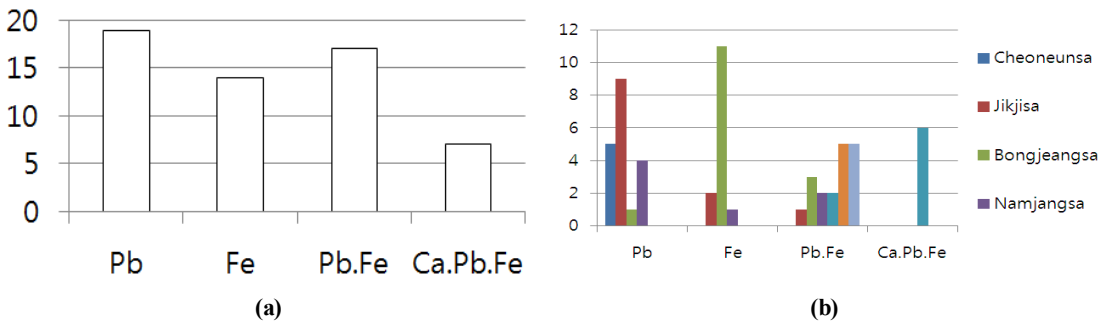 20
15
10
5
0
Pb Fe Pb.Fe Ca.Pb.Fe
(a)
12
10
8
6
4
2
0
Pb Fe Pb.Fe Ca.Pb.Fe
Cheoneunsa
Jikjisa
Bongjeangsa
Namjangsa
(b)